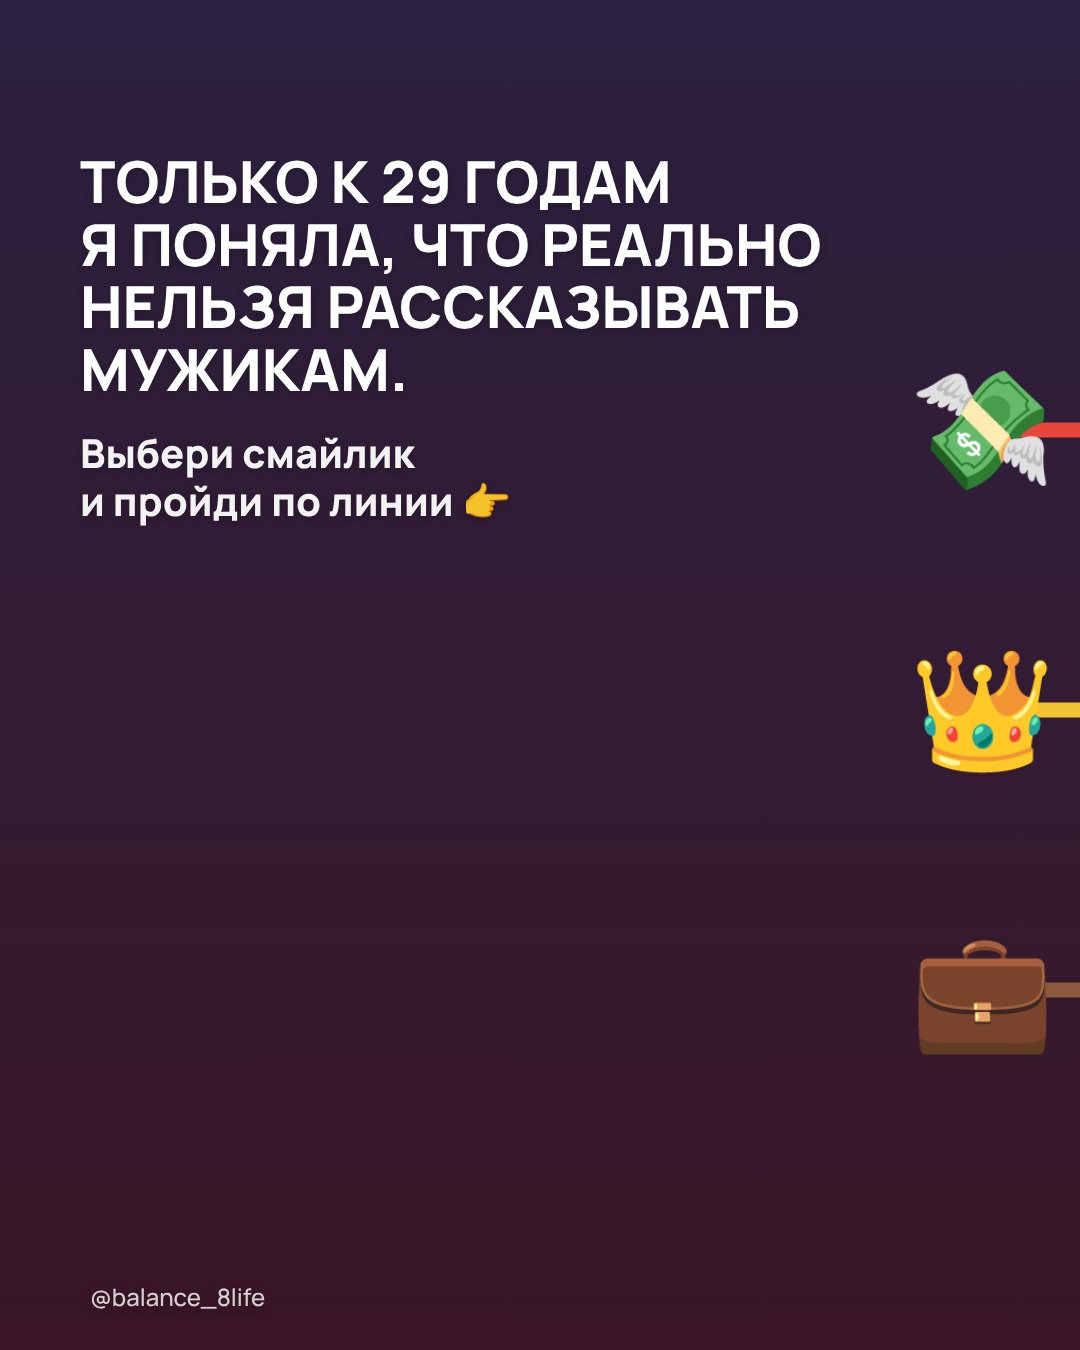 ТОЛЬКО К 29 ГОДАМ
Я ПОНЯЛА, ЧТО РЕАЛЬНО
НЕЛЬЗЯ РАССКАЗЫВАТЬ
МУЖИКАМ.
Выбери смайлик
и пройди по линии 👉
@balance_8life